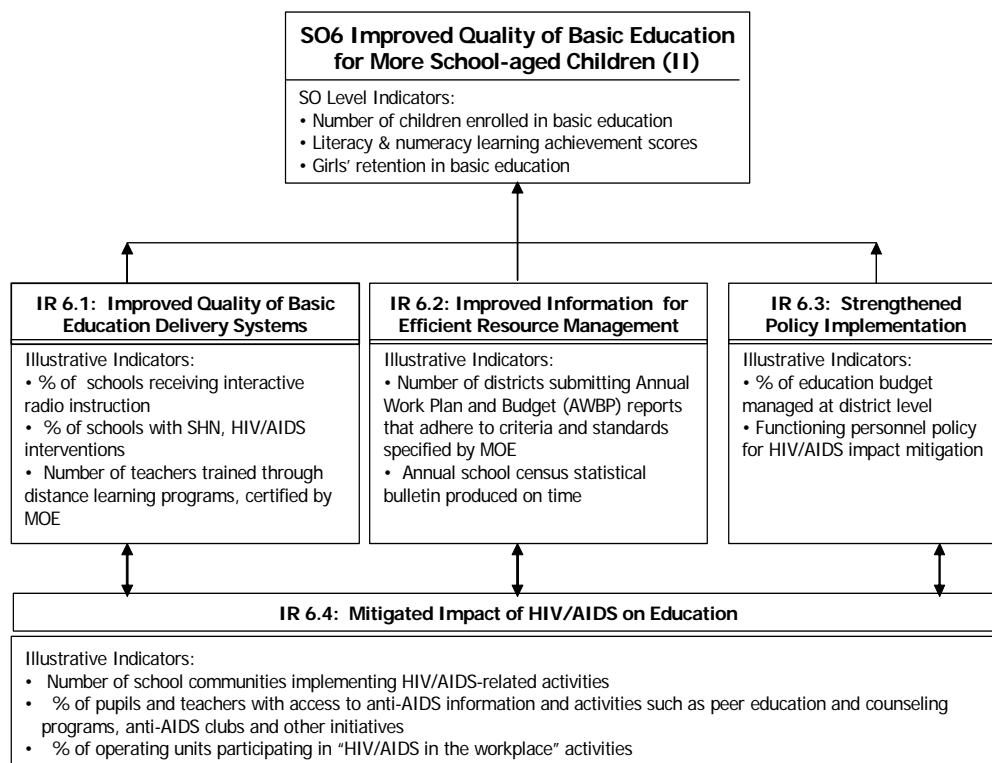 SO6 Improved Quality of Basic Education
for More School-aged Children (II)
SO Level Indicators:
• Number of children enrolled in basic education
• Literacy & numeracy learning achievement scores
• Girls' retention in basic education
IR 6.1: Improved Quality of Basic
Education Delivery Systems
Illustrative Indicators:
• % of schools receiving interactive
radio instruction
• % of schools with SHN, HIV/AIDS
interventions
• Number of teachers trained through
distance learning programs, certified by
MOE
IR 6.2: Improved Information for
Efficient Resource Management
Illustrative Indicators:
• Number of districts submitting Annual
Work Plan and Budget (AWBP) reports
that adhere to criteria and standards
specified by MOE
• Annual school census statistical
bulletin produced on time
IR 6.3: Strengthened
Policy Implementation
Illustrative Indicators:
• % of education budget
managed at district level
• Functioning personnel policy
for HIV/AIDS impact mitigation
IR 6.4: Mitigated Impact of HIV/AIDS on Education
Illustrative Indicators:
• Number of school communities implementing HIV/AIDS-related activities
• % of pupils and teachers with access to anti-AIDS information and activities such as peer education and counseling
programs, anti-AIDS clubs and other initiatives
• % of operating units participating in "HIV/AIDS in the workplace" activities